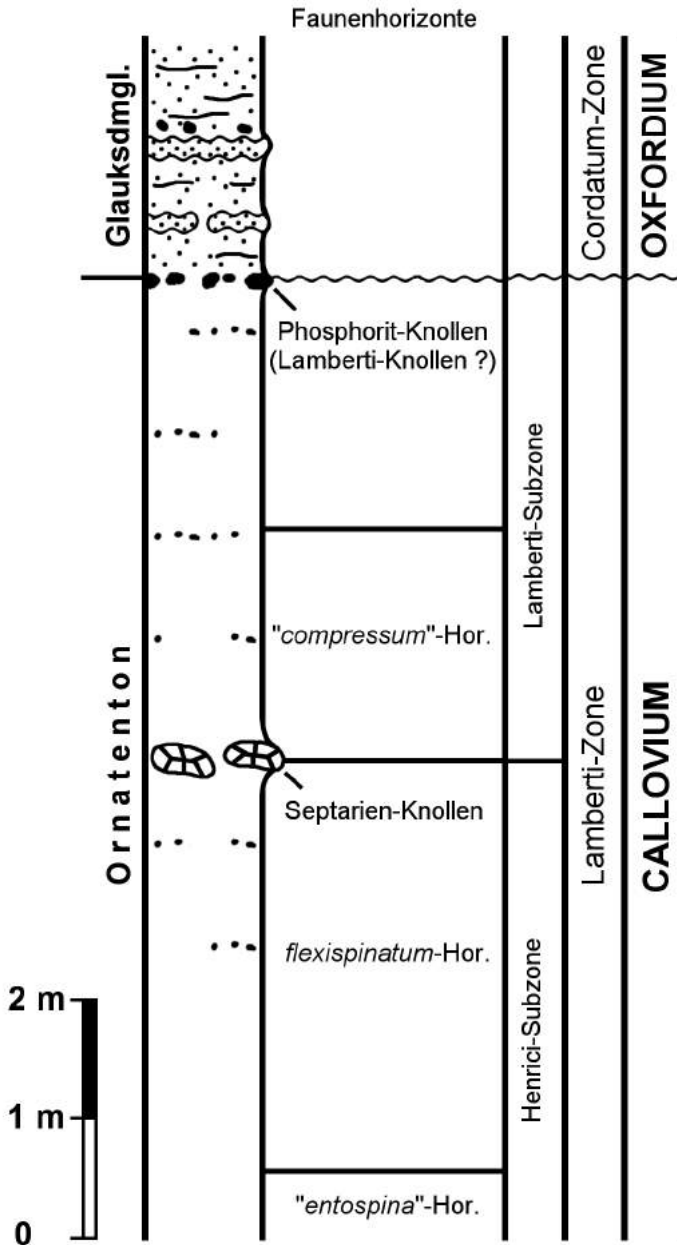 Faunenhorizonte
Glauksdmgl.
Cordatum-Zone
OXFORDIUM
Phosphorit-Knollen
(Lamberti-Knollen ?)
Lamberti-Subzone
"compressum"-Hor.
Ornatenton
Septarien-Knollen
Lamberti-Zone
CALLOVIUM
flexispinatum-Hor.
Henrici-Subzone
2 m
1 m
0
"entospina"-Hor.